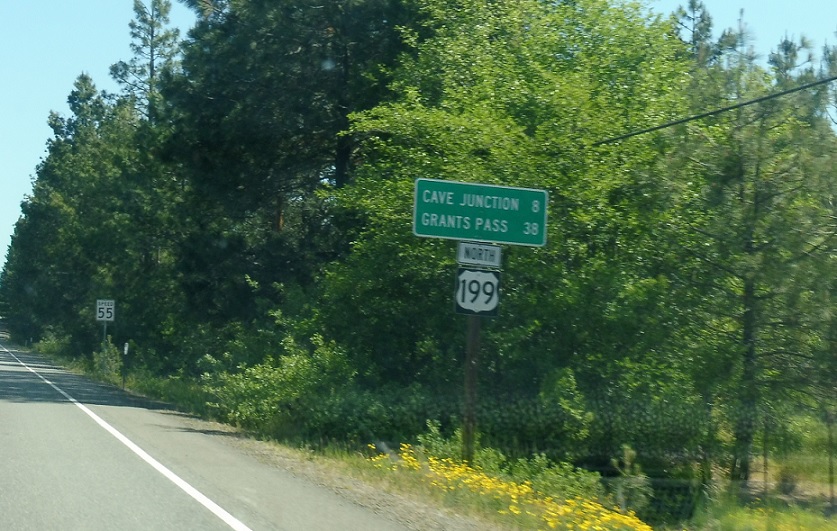 CAVE JUNCTION 8
GRANTS PASS 38
NORTH
199
SPEED
55